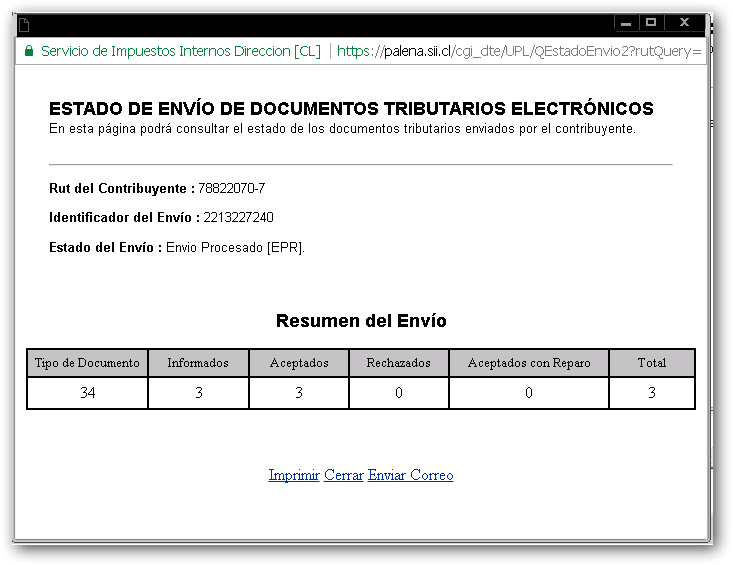 Servicio de Impuestos Internos Direccion [CL] https://palena.sii.cl/cgi_dte/UPL/QEstadoEnvio2?rutQuery=
ESTADO DE ENVÍO DE DOCUMENTOS TRIBUTARIOS ELECTRÓNICOS
En esta página podrá consultar el estado de los documentos tributarios enviados por el contribuyente.
Rut del Contribuyente : 78822070-7
Identificador del Envío : 2213227240
Estado del Envío : Envio Procesado [EPR].
Resumen del Envío
Tipo de Documento Informados Aceptados Rechazados Aceptados con Reparo Total
34 3 3 0 0 3
Imprimir Cerrar Enviar Correo